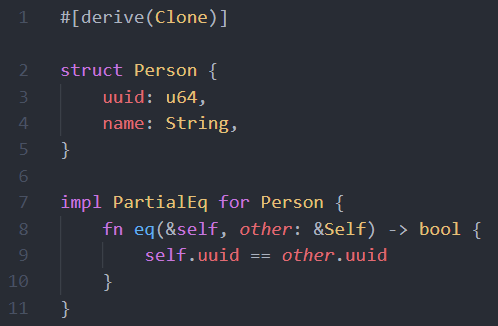 1 #[derive(Clone)]
2 struct Person {
3     uuid: u64,
4     name: String,
5 }
6
7 impl PartialEq for Person {
8     fn eq(&self, other: &Self) -> bool {
9         self.uuid == other.uuid
10     }
11 }